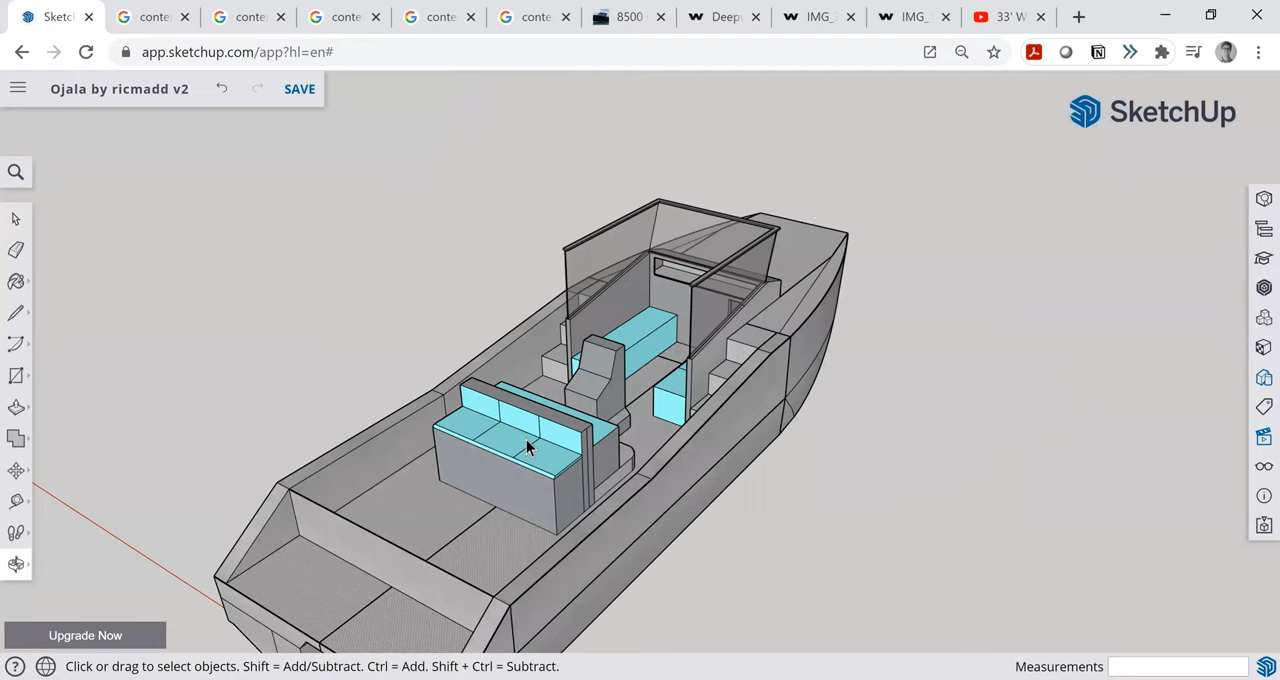 Sketcl
conte
conte
conte
conte
conte
8500
Deep
IMG_
IMG_
33' W
app.sketchup.com/app?hl=en#
Ojala by ricmadd v2
SAVE
SketchUp
Upgrade Now
Click or drag to select objects. Shift = Add/Subtract. Ctrl = Add. Shift + Ctrl = Subtract.
Measurements